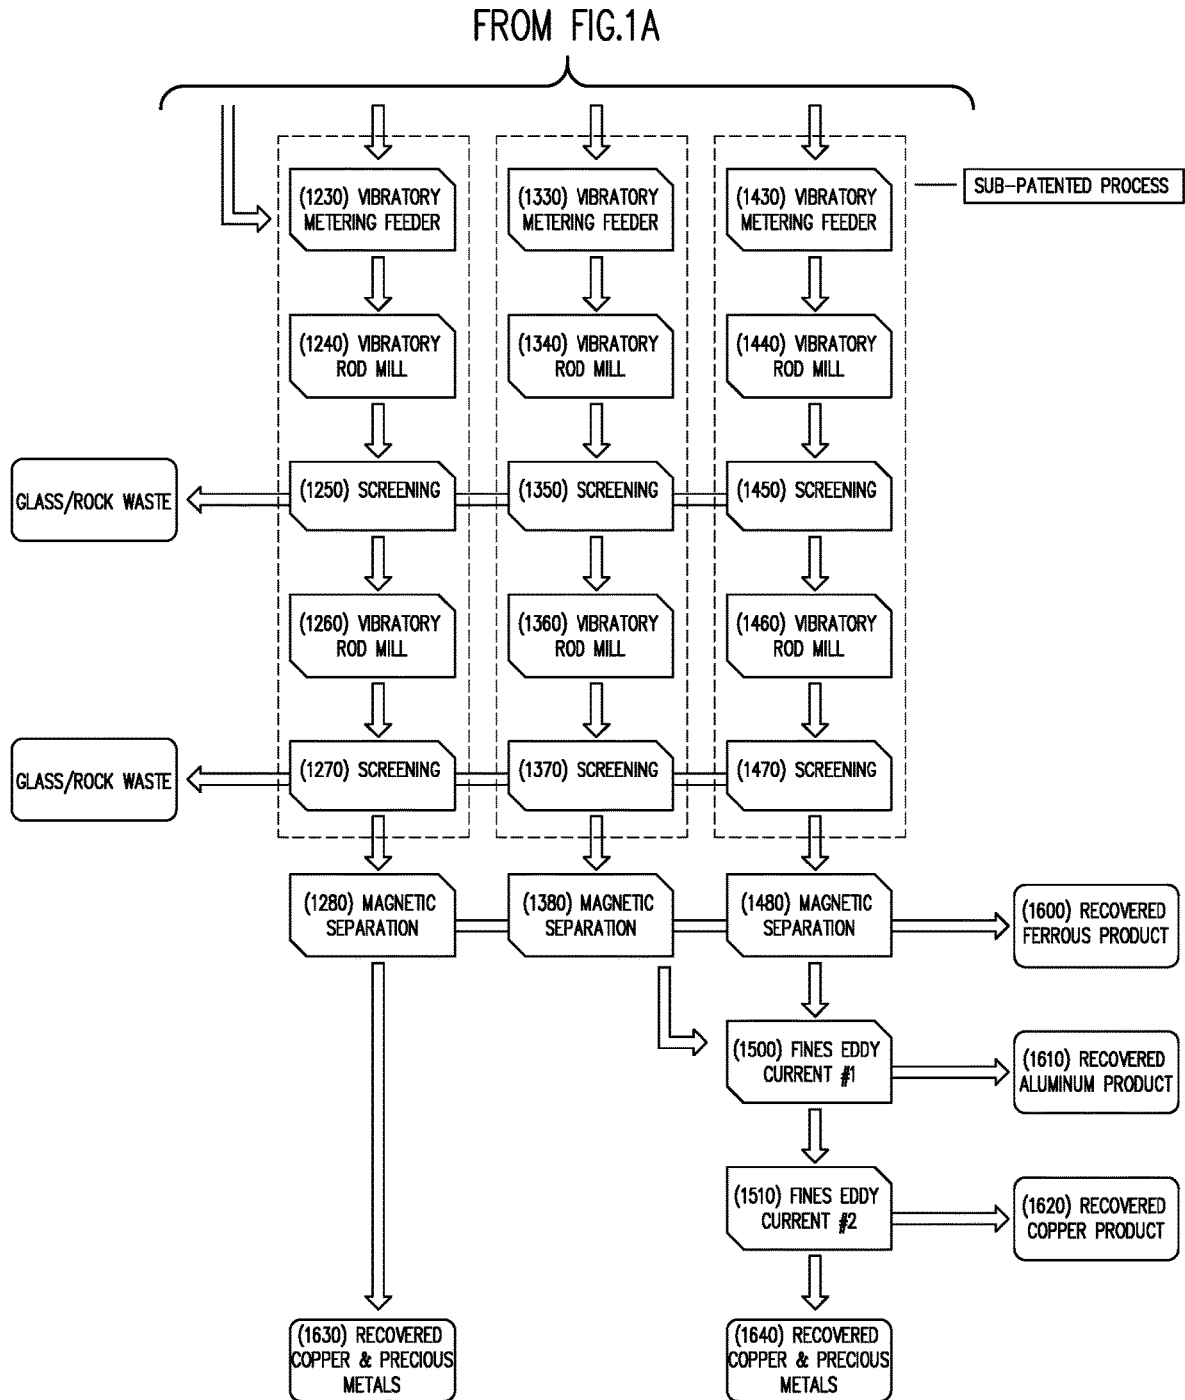 FROM FIG.1A
(1230) VIBRATORY
METERING FEEDER
(1330) VIBRATORY
METERING FEEDER
(1430) VIBRATORY
METERING FEEDER
SUB-PATENTED PROCESS
(1240) VIBRATORY
ROD MILL
(1340) VIBRATORY
ROD MILL
(1440) VIBRATORY
ROD MILL
GLASS/ROCK WASTE
(1250) SCREENING
(1350) SCREENING
(1450) SCREENING
(1260) VIBRATORY
ROD MILL
(1360) VIBRATORY
ROD MILL
(1460) VIBRATORY
ROD MILL
GLASS/ROCK WASTE
(1270) SCREENING
(1370) SCREENING
(1470) SCREENING
(1280) MAGNETIC
SEPARATION
(1380) MAGNETIC
SEPARATION
(1480) MAGNETIC
SEPARATION
(1600) RECOVERED
FERROUS PRODUCT
(1500) FINES EDDY
CURRENT #1
(1610) RECOVERED
ALUMINUM PRODUCT
(1510) FINES EDDY
CURRENT #2
(1620) RECOVERED
COPPER PRODUCT
(1630) RECOVERED
COPPER & PRECIOUS
METALS
(1640) RECOVERED
COPPER & PRECIOUS
METALS